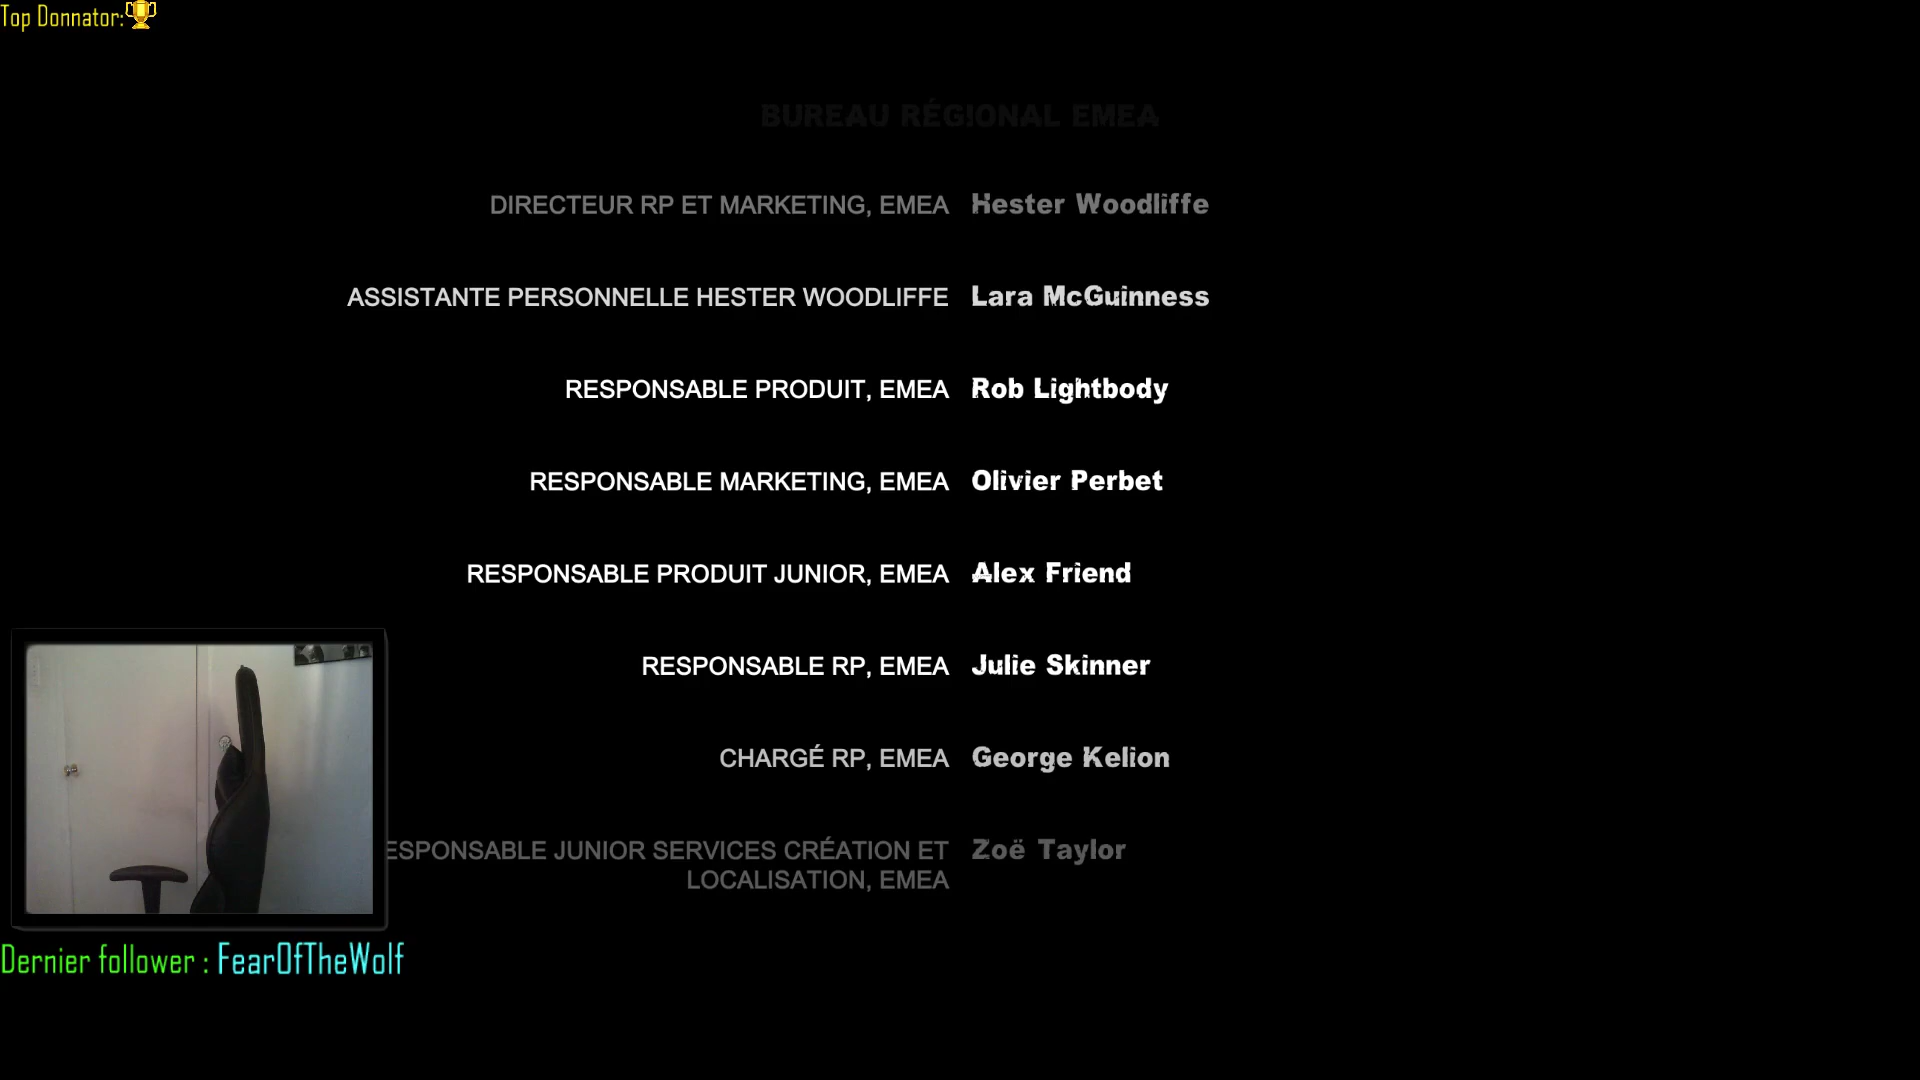 Top Donnator:
BUREAU RÉGIONAL EMEA
DIRECTEUR RP ET MARKETING, EMEA Hester Woodliffe
ASSISTANTE PERSONNELLE HESTER WOODLIFFE Lara McGuinness
RESPONSABLE PRODUIT, EMEA Rob Lightbody
RESPONSABLE MARKETING, EMEA Olivier Perbet
RESPONSABLE PRODUIT JUNIOR, EMEA Alex Friend
RESPONSABLE RP, EMEA Julie Skinner
CHARGÉ RP, EMEA George Kelion
ESPONSABLE JUNIOR SERVICES CRÉATION ET Zoë Taylor
LOCALISATION, EMEA
Dernier follower : FearOfTheWolf